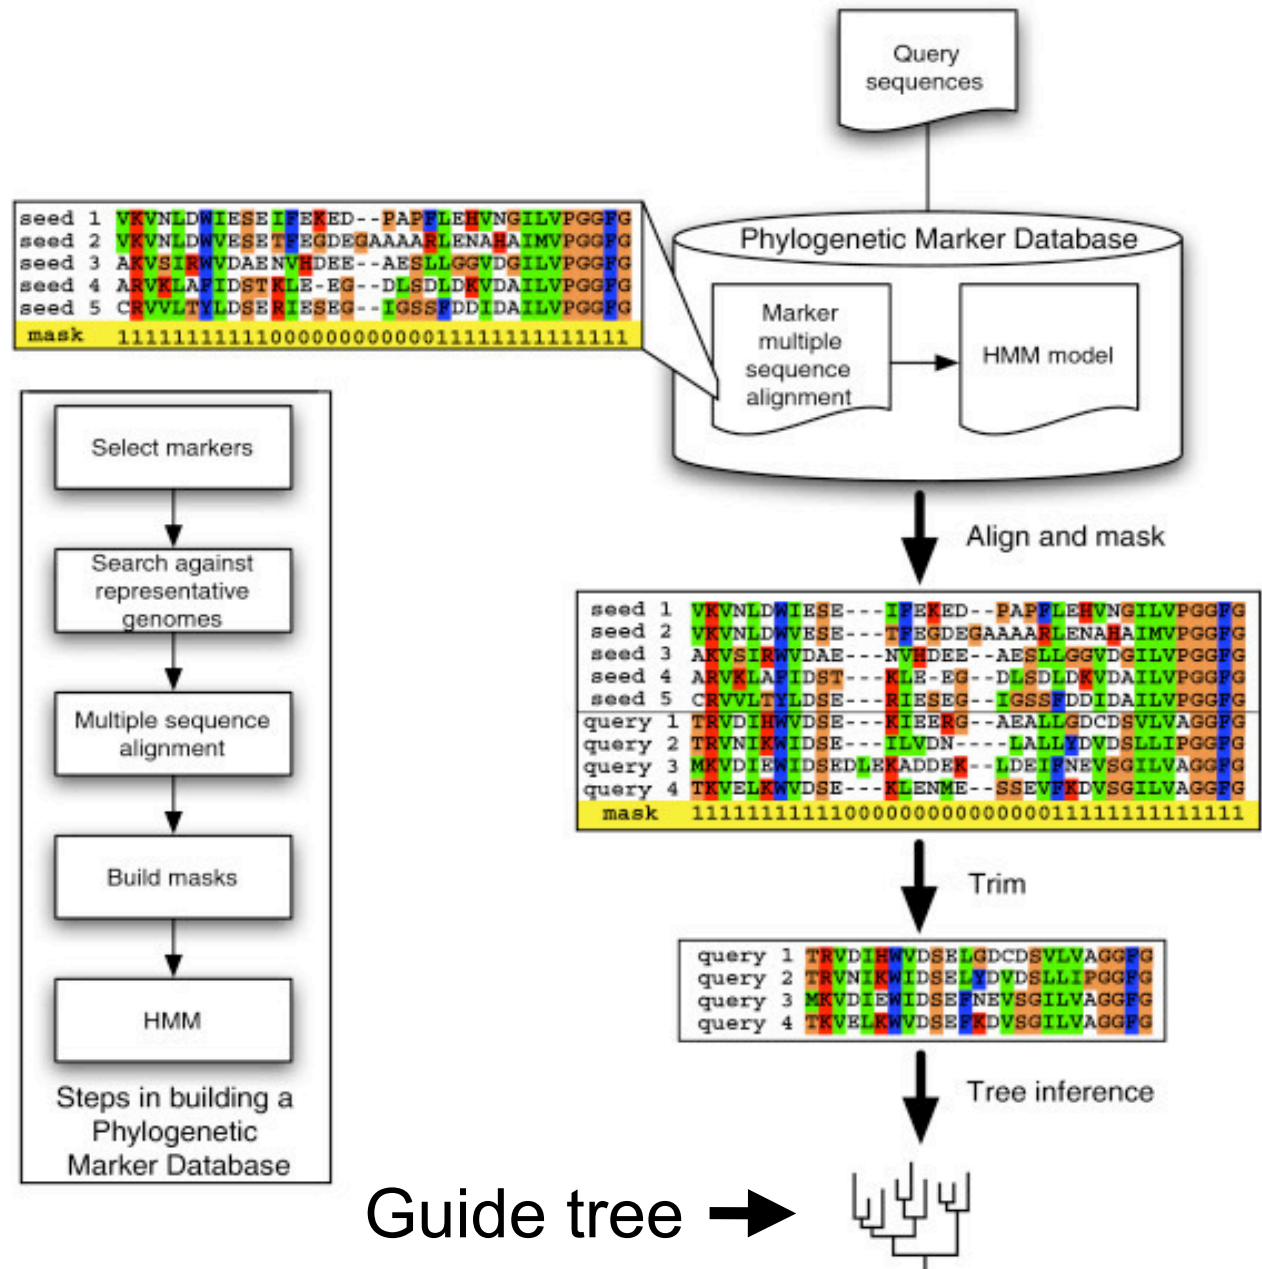 Query
sequences
seed 1 VKVNLDWIESEIFEKED--PAPFLEHVNGILVPGGFG
seed 2 VKVNLDWVESETFEGDEGAAAARLENAHAIMVPGGFG
seed 3 AKVSIRWVDAENVHDEE--AESLLGGVDGILVPGGFG
seed 4 ARVKLAFIDSTKLE-EG--DLSDLDKVDAILVPGGFG
seed 5 CRVVLTYLDSERIESEG--IGSSFDDIDAILVPGGFG
mask 1111111111100000000000011111111111111
Phylogenetic Marker Database
Marker
multiple
sequence
alignment
HMM model
Select markers
Search against
representative
genomes
Multiple sequence
alignment
Build masks
HMM
Steps in building a
Phylogenetic
Marker Database
Align and mask
seed 1 VKVNLDWIESE---IFEKED--PAPFLEHVNGILVPGGFG
seed 2 VKVNLDWVESE---TFEGDEGAAAARLENAHAIMVPGGFG
seed 3 AKVSIRWVDAE---NVHDEE--AESLLGGVDGILVPGGFG
seed 4 ARVKLAFIDST---KLE-EG--DLSDLDKVDAILVPGGFG
seed 5 CRVVLTYLDSE---RIESEG--IGSSFDDIDAILVPGGFG
query 1 TRVDIHWVDSE---KIEERG--AEALLGDCDSVLVAGGFG
query 2 TRVNIKWIDSE---ILVDN----LALLYDVDSLLIPGGFG
query 3 MKVDIEWIDSEDLEKADDEK--LDEIFNEVSGILVAGGFG
query 4 TKVELKWVDSE---KLENME--SSEVFKDVSGILVAGGFG
mask 1111111111100000000000000011111111111111
Trim
query 1 TRVDIHWVDSELGDCDSVLVAGGFG
query 2 TRVNIKWIDSELYDVDSLLIPGGFG
query 3 MKVDIEWIDSEFNEVSGILVAGGFG
query 4 TKVELKWVDSEFKDVSGILVAGGFG
Tree inference
Guide tree